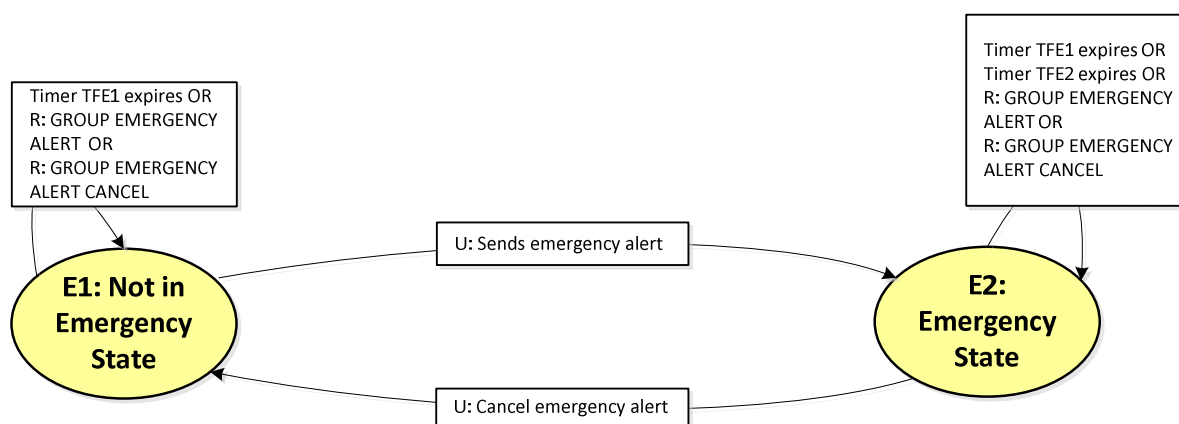 Timer TFE1 expires OR
R: GROUP EMERGENCY
ALERT OR
R: GROUP EMERGENCY
ALERT CANCEL
Timer TFE1 expires OR
Timer TFE2 expires OR
R: GROUP EMERGENCY
ALERT OR
R: GROUP EMERGENCY
ALERT CANCEL
U: Sends emergency alert
E1: Not in
Emergency
State
E2:
Emergency
State
U: Cancel emergency alert